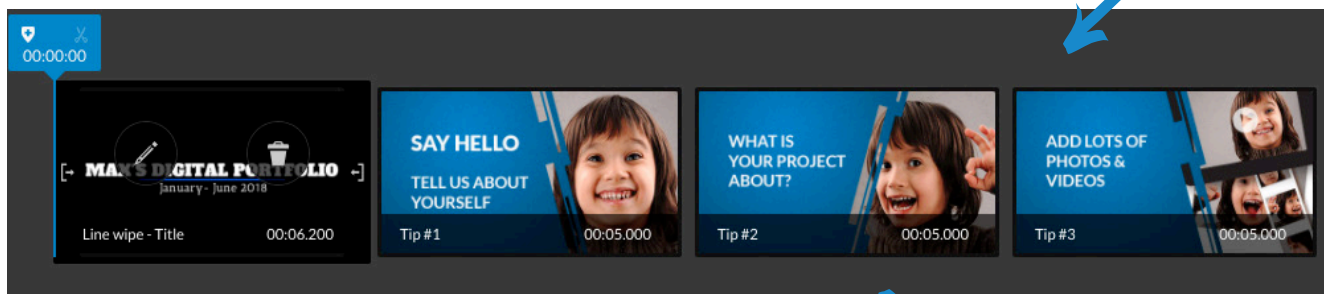 00:00:00
MAX'S DIGITAL PORTFOLIO
January - June 2018
Line wipe - Title 00:06.200
SAY HELLO
TELL US ABOUT
YOURSELF
Tip #1 00:05.000
WHAT IS
YOUR PROJECT
ABOUT?
Tip #2 00:05.000
ADD LOTS OF
PHOTOS &
VIDEOS
Tip #3 00:05.000